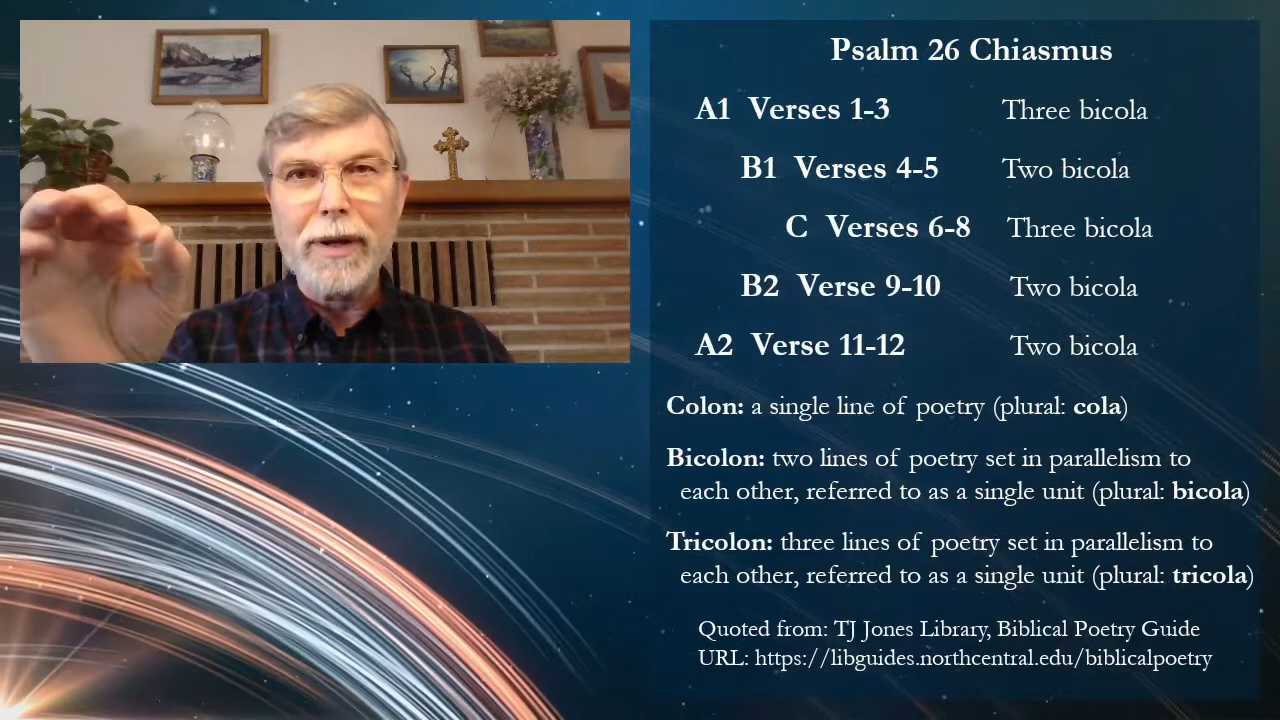 Psalm 26 Chiasmus
A1 Verses 1-3 Three bicola
B1 Verses 4-5 Two bicola
C Verses 6-8 Three bicola
B2 Verse 9-10 Two bicola
A2 Verse 11-12 Two bicola
Colon: a single line of poetry (plural: cola)
Bicolon: two lines of poetry set in parallelism to
each other, referred to as a single unit (plural: bicola)
Tricolon: three lines of poetry set in parallelism to
each other, referred to as a single unit (plural: tricola)
Quoted from: TJ Jones Library, Biblical Poetry Guide
URL: https://libguides.northcentral.edu/biblicalpoetry